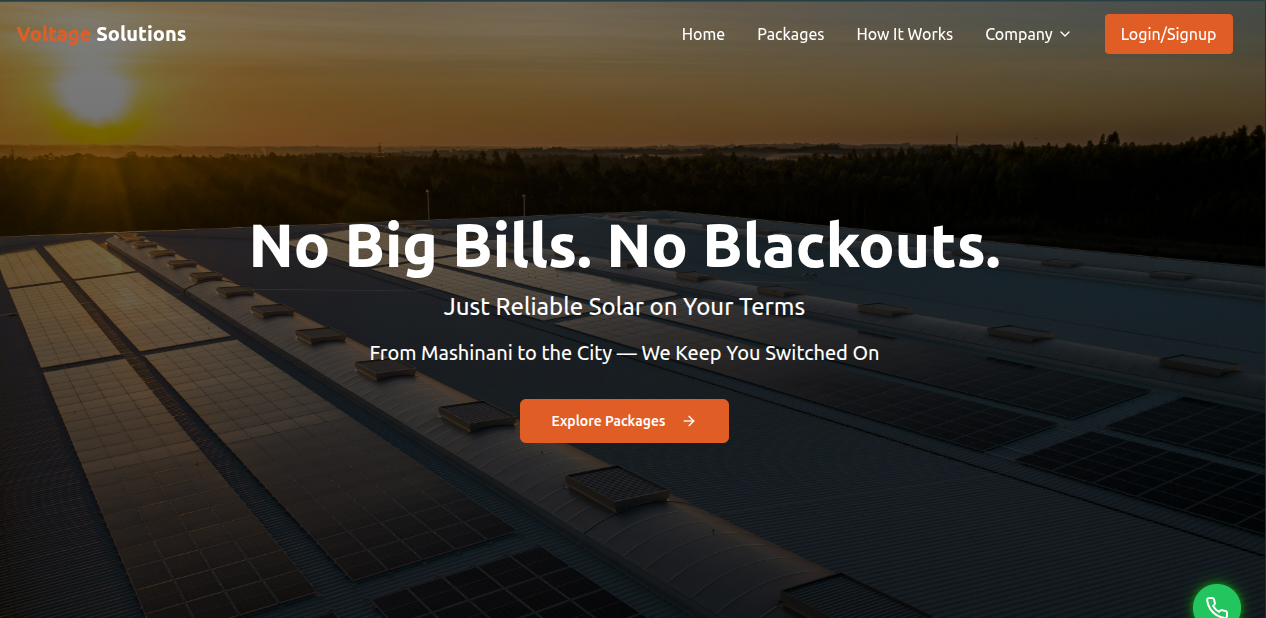 Voltage Solutions
Home
Packages
How It Works
Company
Login/Signup
No Big Bills. No Blackouts.
Just Reliable Solar on Your Terms
From Mashinani to the City — We Keep You Switched On
Explore Packages